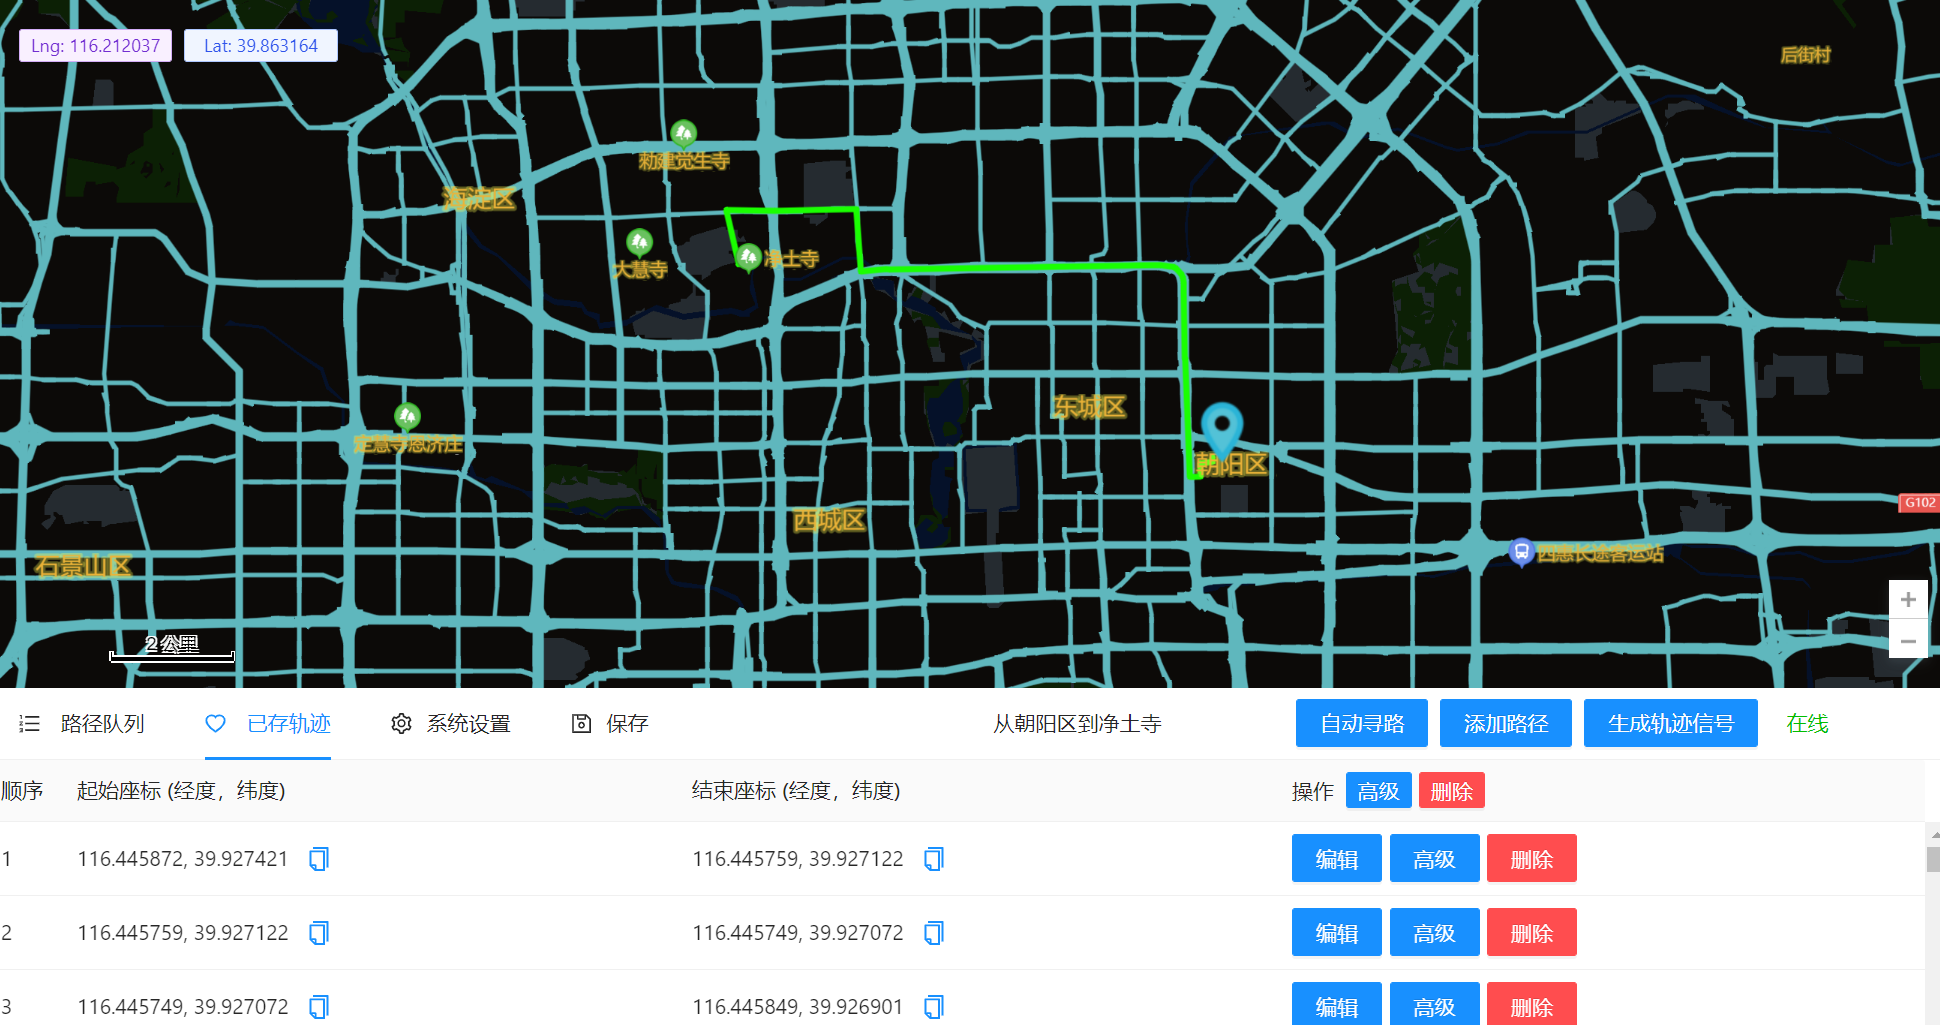 Lng: 116.212037
Lat: 39.863164
后街村
勅建觉生寺
海淀区
大慧寺
净土寺
东城区
定慧寺恩济庄
朝阳区
G102
西城区
四惠长途客运站
石景山区
+
−
2 公里
路径队列
已存轨迹
系统设置
保存
从朝阳区到净土寺
自动寻路
添加路径
生成轨迹信号
在线
顺序
起始座标 (经度，纬度)
结束座标 (经度，纬度)
操作
高级
删除
1
116.445872, 39.927421
116.445759, 39.927122
编辑
高级
删除
2
116.445759, 39.927122
116.445749, 39.927072
编辑
高级
删除
3
116.445749, 39.927072
116.445849, 39.926901
编辑
高级
删除